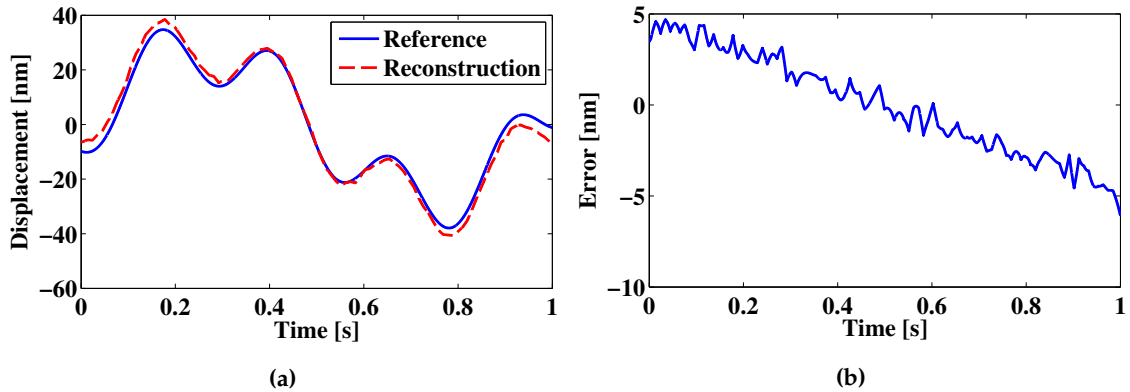 40
20
0
−20
−40
−60
Displacement [nm]
Reference
Reconstruction
0
0.2
0.4
0.6
0.8
1
Time [s]
(a)
5
0
−5
−10
Error [nm]
0
0.2
0.4
0.6
0.8
1
Time [s]
(b)